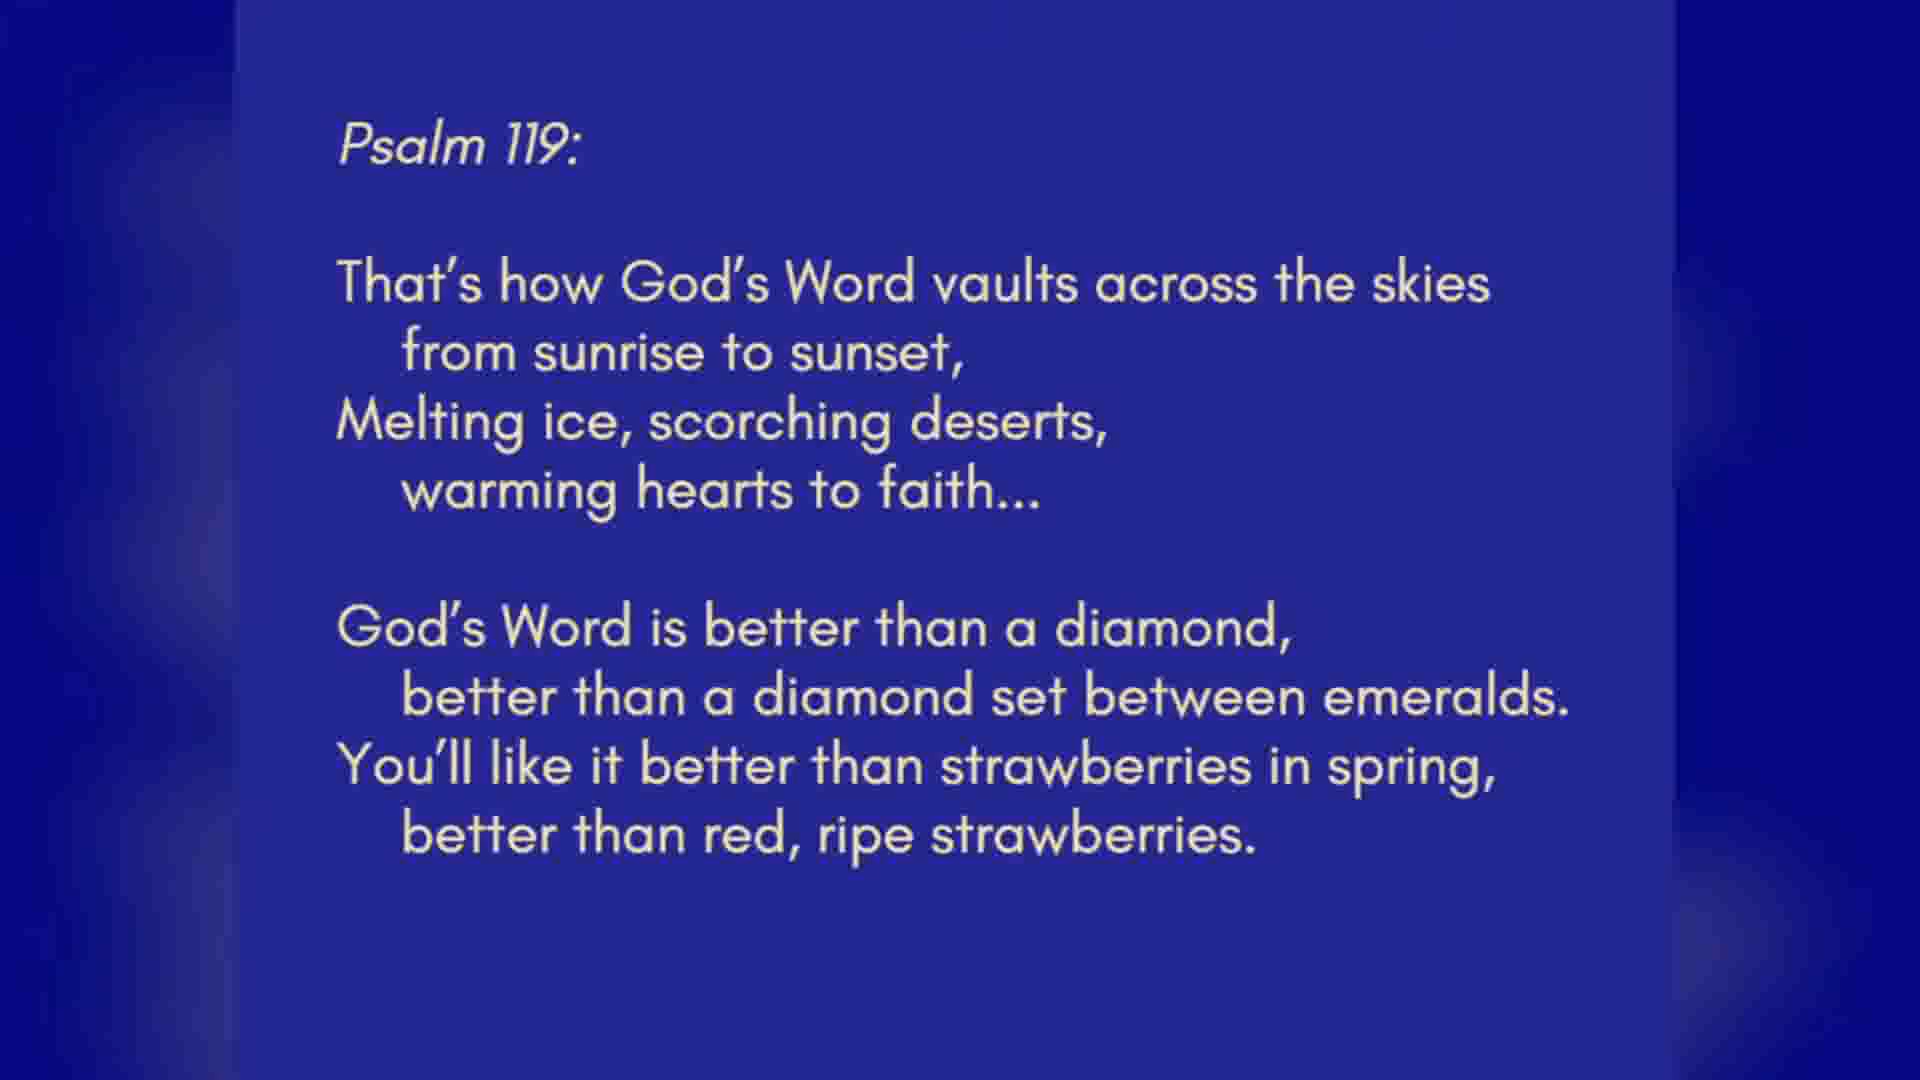 Psalm 119:
That's how God's Word vaults across the skies
from sunrise to sunset,
Melting ice, scorching deserts,
warming hearts to faith...
God's Word is better than a diamond,
better than a diamond set between emeralds.
You'll like it better than strawberries in spring,
better than red, ripe strawberries.